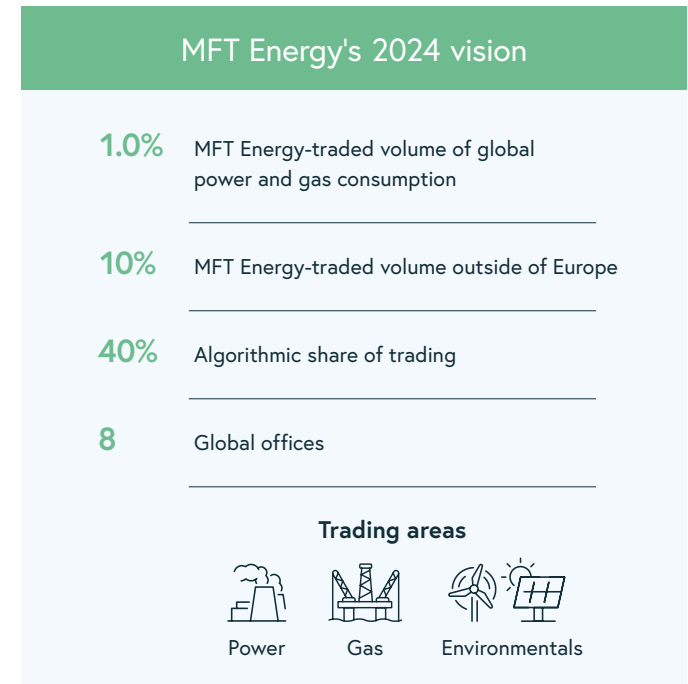 MFT Energy's 2024 vision
1.0%
MFT Energy-traded volume of global
power and gas consumption
10%
MFT Energy-traded volume outside of Europe
40%
Algorithmic share of trading
8
Global offices
Trading areas
Power
Gas
Environmentals